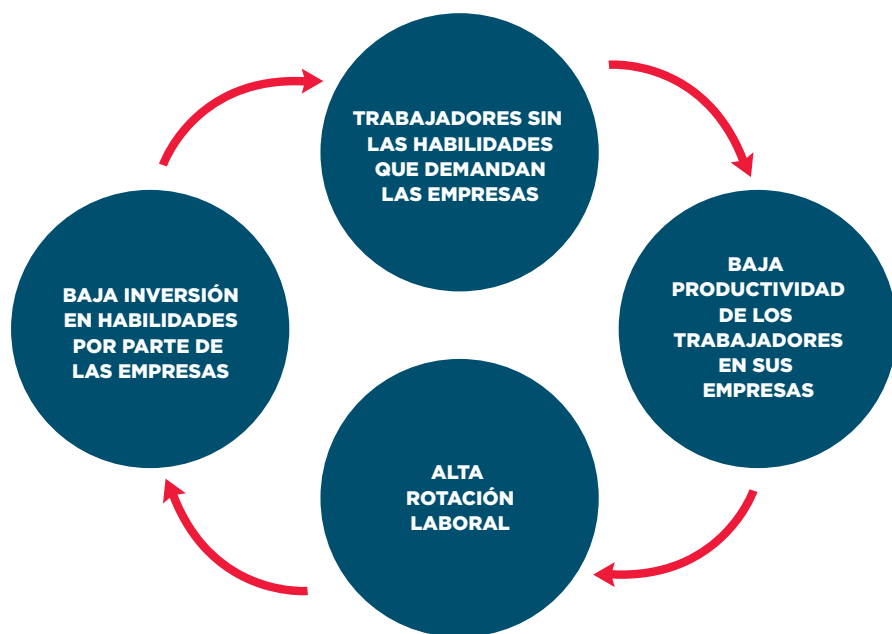 TRABAJADORES SIN
LAS HABILIDADES
QUE DEMANDAN
LAS EMPRESAS
BAJA
PRODUCTIVIDAD
DE LOS
TRABAJADORES
EN SUS
EMPRESAS
ALTA
ROTACIÓN
LABORAL
BAJA INVERSIÓN
EN HABILIDADES
POR PARTE DE
LAS EMPRESAS